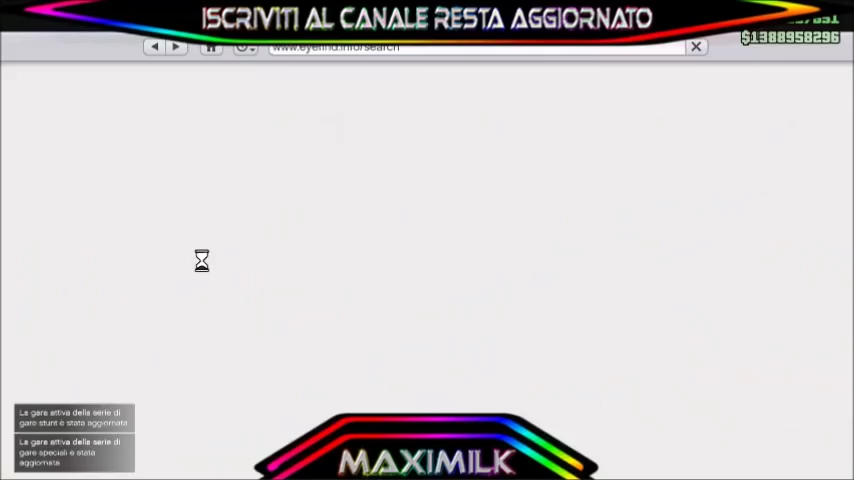 ISCRIVITI AL CANALE RESTA AGGIORNATO
$1388958296
www.eyefind.info/search
La gara attiva della serie di
gare stunt è stata aggiornata
La gara attiva della serie di
gare speciali è stata
aggiornata
MAXIMILK